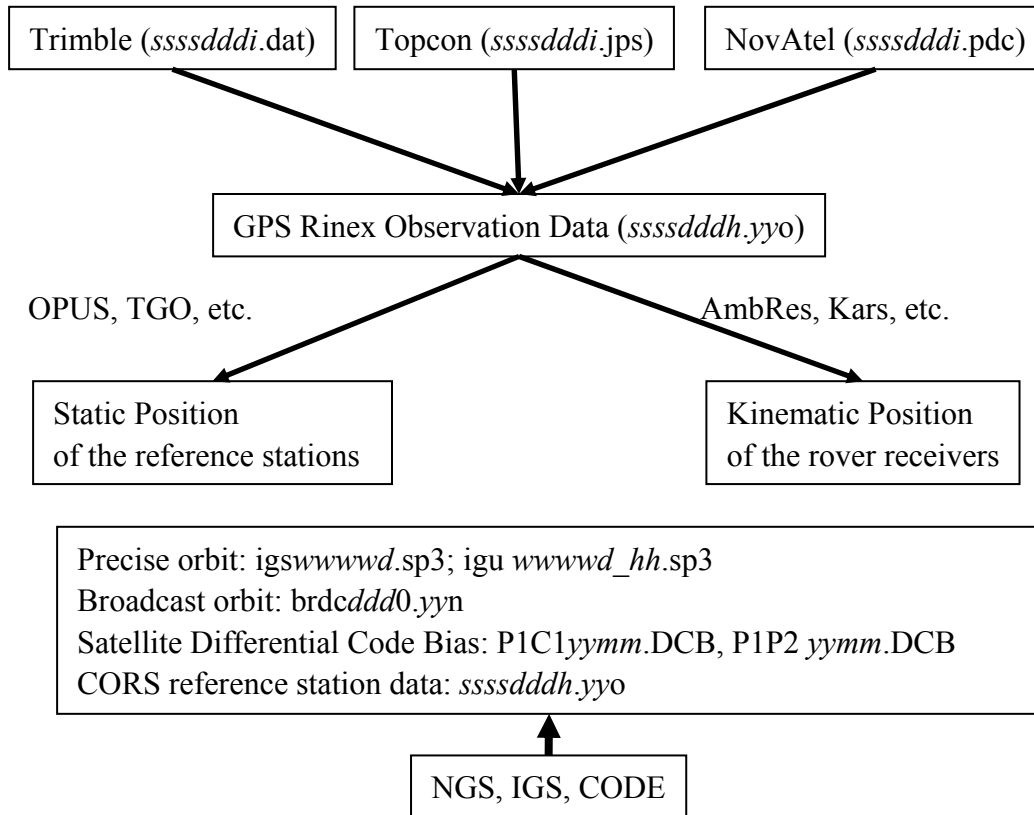 Trimble (ssssdddi.dat)
Topcon (ssssdddi.jps)
NovAtel (ssssdddi.pdc)
GPS Rinex Observation Data (ssssdddh.yyo)
OPUS, TGO, etc.
AmbRes, Kars, etc.
Static Position
of the reference stations
Kinematic Position
of the rover receivers
Precise orbit: igswwwwd.sp3; igu wwwwd_hh.sp3
Broadcast orbit: brdcddd0.yyn
Satellite Differential Code Bias: P1C1yymm.DCB, P1P2 yymm.DCB
CORS reference station data: ssssdddh.yyo
NGS, IGS, CODE